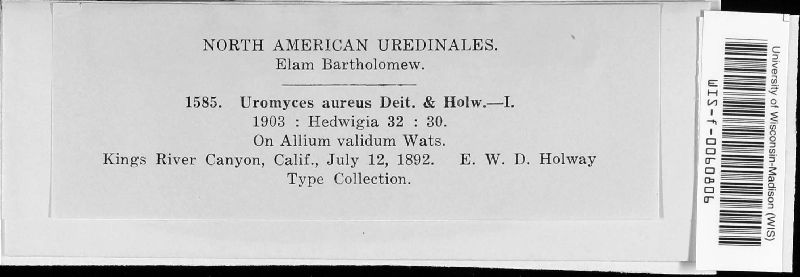 NORTH AMERICAN UREDINALES.
Elam Bartholomew.
1585. Uromyces aureus Deit. & Holw.—I.
1903 : Hedwigia 32 : 30.
On Allium validum Wats.
Kings River Canyon, Calif., July 12, 1892. E. W. D. Holway
Type Collection.
University of Wisconsin-Madison (WIS)
WIS-f-0060806